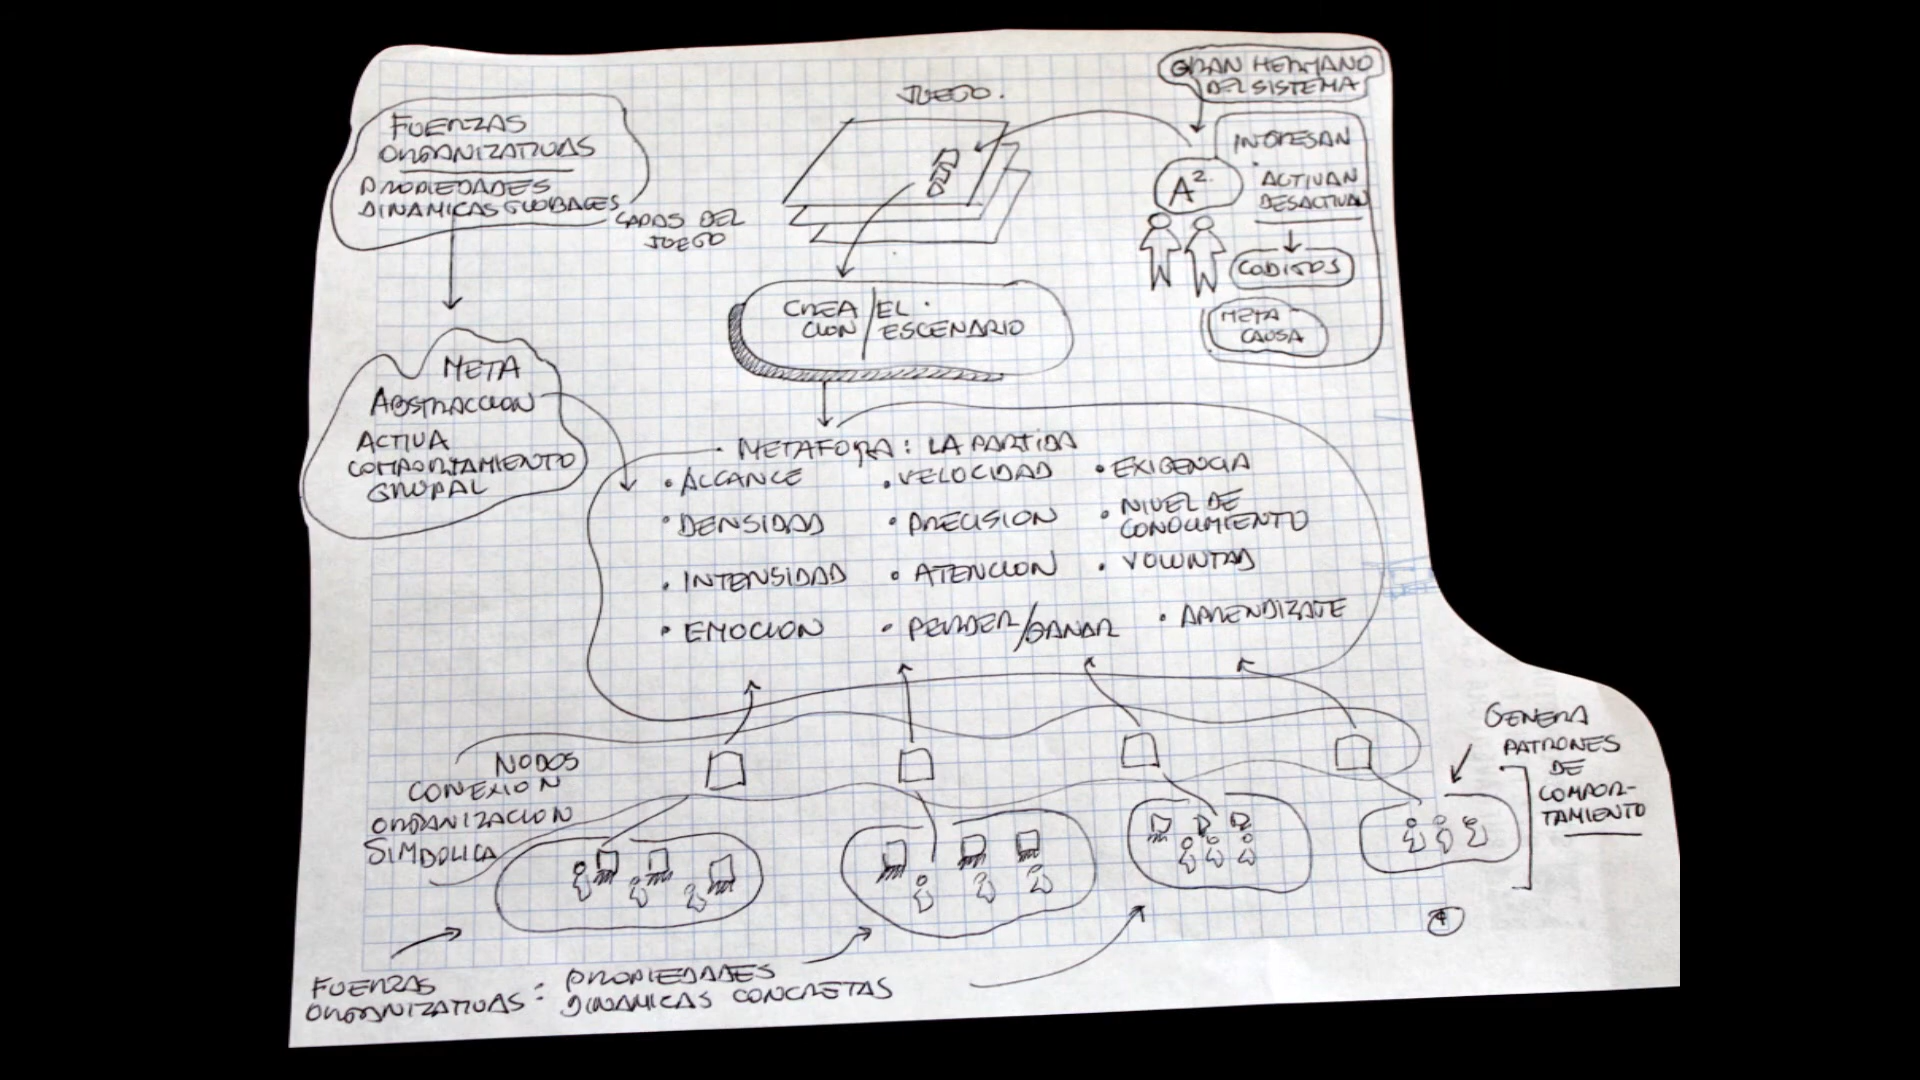 JUEGO.
GRAN HERMANO
DEL SISTEMA
FUERZAS
ORGANIZATIVAS
PROPIEDADES
DINAMICAS GLOBALES
CAPAS DEL
JUEGO
INGRESAN
· ACTIVAN
DESACTIVAN
A2.
CODIGOS
META
CAUSA
CREA / EL
CION / ESCENARIO
META
ABSTRACCION
ACTIVA
COMPORTAMIENTO
GRUPAL
· METAFORA: LA PARTIDA
· ALCANCE · VELOCIDAD · EXIGENCIA
· DENSIDAD · PRECISION · NIVEL DE
CONOCIMIENTO
· INTENSIDAD · ATENCION · VOLUNTAD
· EMOCION · PERDER/GANAR · APRENDIZAJE
NODOS
CONEXION
ORGANIZACION
SIMBOLICA
GENERA
PATRONES
DE
COMPOR-
TAMIENTO
FUERZAS
ORGANIZATIVAS :
PROPIEDADES
DINAMICAS CONCRETAS